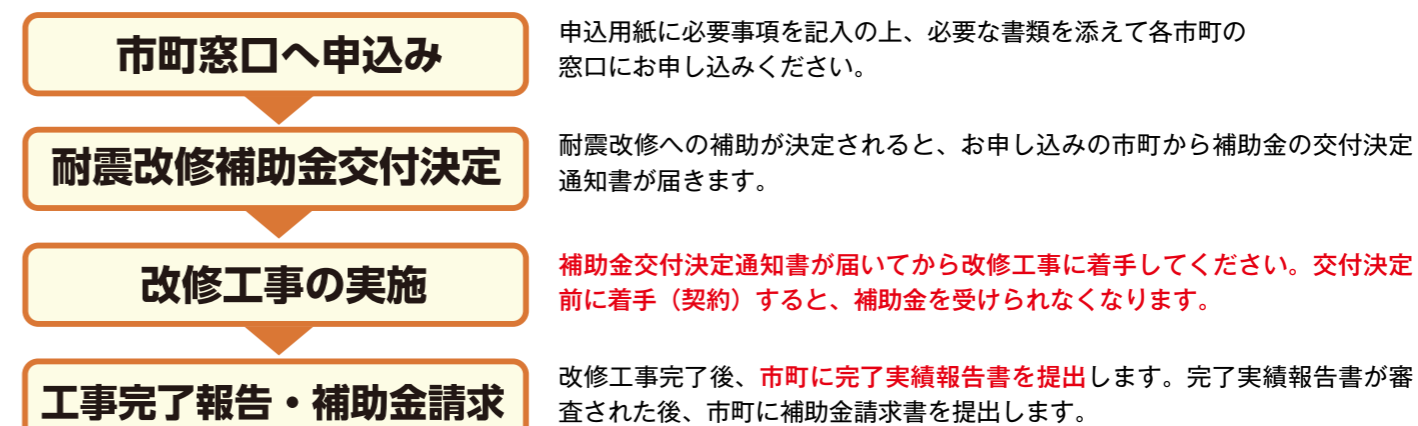 市町窓口へ申込み
申込用紙に必要事項を記入の上、必要な書類を添えて各市町の
窓口にお申し込みください。
耐震改修補助金交付決定
耐震改修への補助が決定されると、お申し込みの市町から補助金の交付決定
通知書が届きます。
改修工事の実施
補助金交付決定通知書が届いてから改修工事に着手してください。交付決定
前に着手（契約）すると、補助金を受けられなくなります。
工事完了報告・補助金請求
改修工事完了後、市町に完了実績報告書を提出します。完了実績報告書が審
査された後、市町に補助金請求書を提出します。